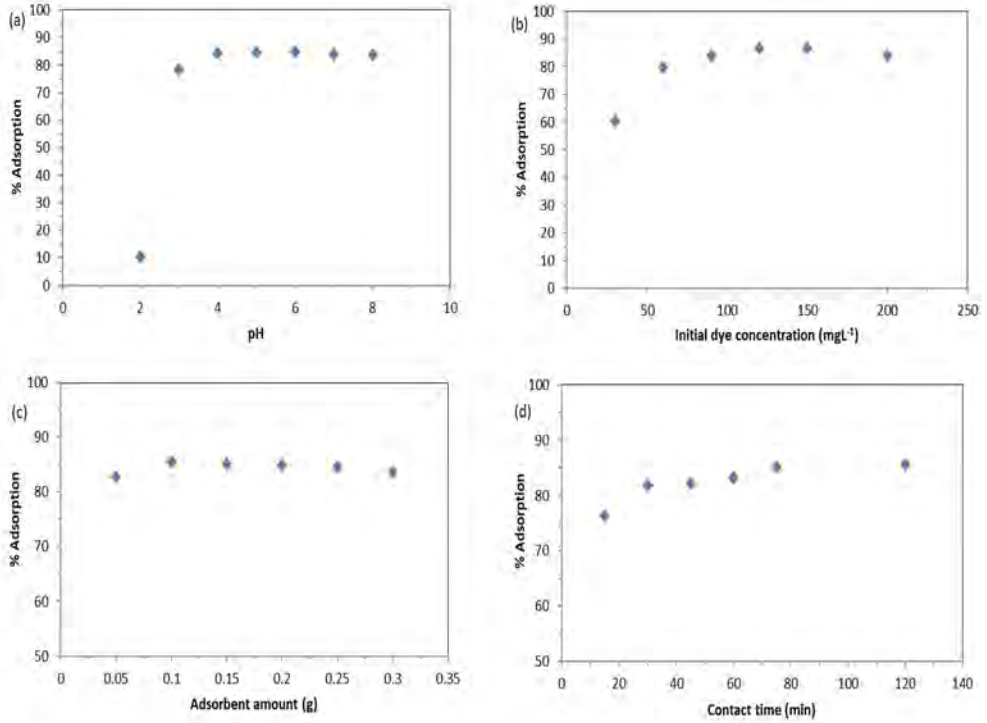 (a)
100
90
80
70
60
50
40
30
20
10
0
% Adsorption
0 2 4 6 8 10
pH
(b)
100
90
80
70
60
50
40
30
20
10
0
% Adsorption
0 50 100 150 200 250
Initial dye concentration (mgL⁻¹)
(c)
100
90
80
70
60
50
% Adsorption
0 0.05 0.1 0.15 0.2 0.25 0.3 0.35
Adsorbent amount (g)
(d)
100
90
80
70
60
50
% Adsorption
0 20 40 60 80 100 120 140
Contact time (min)